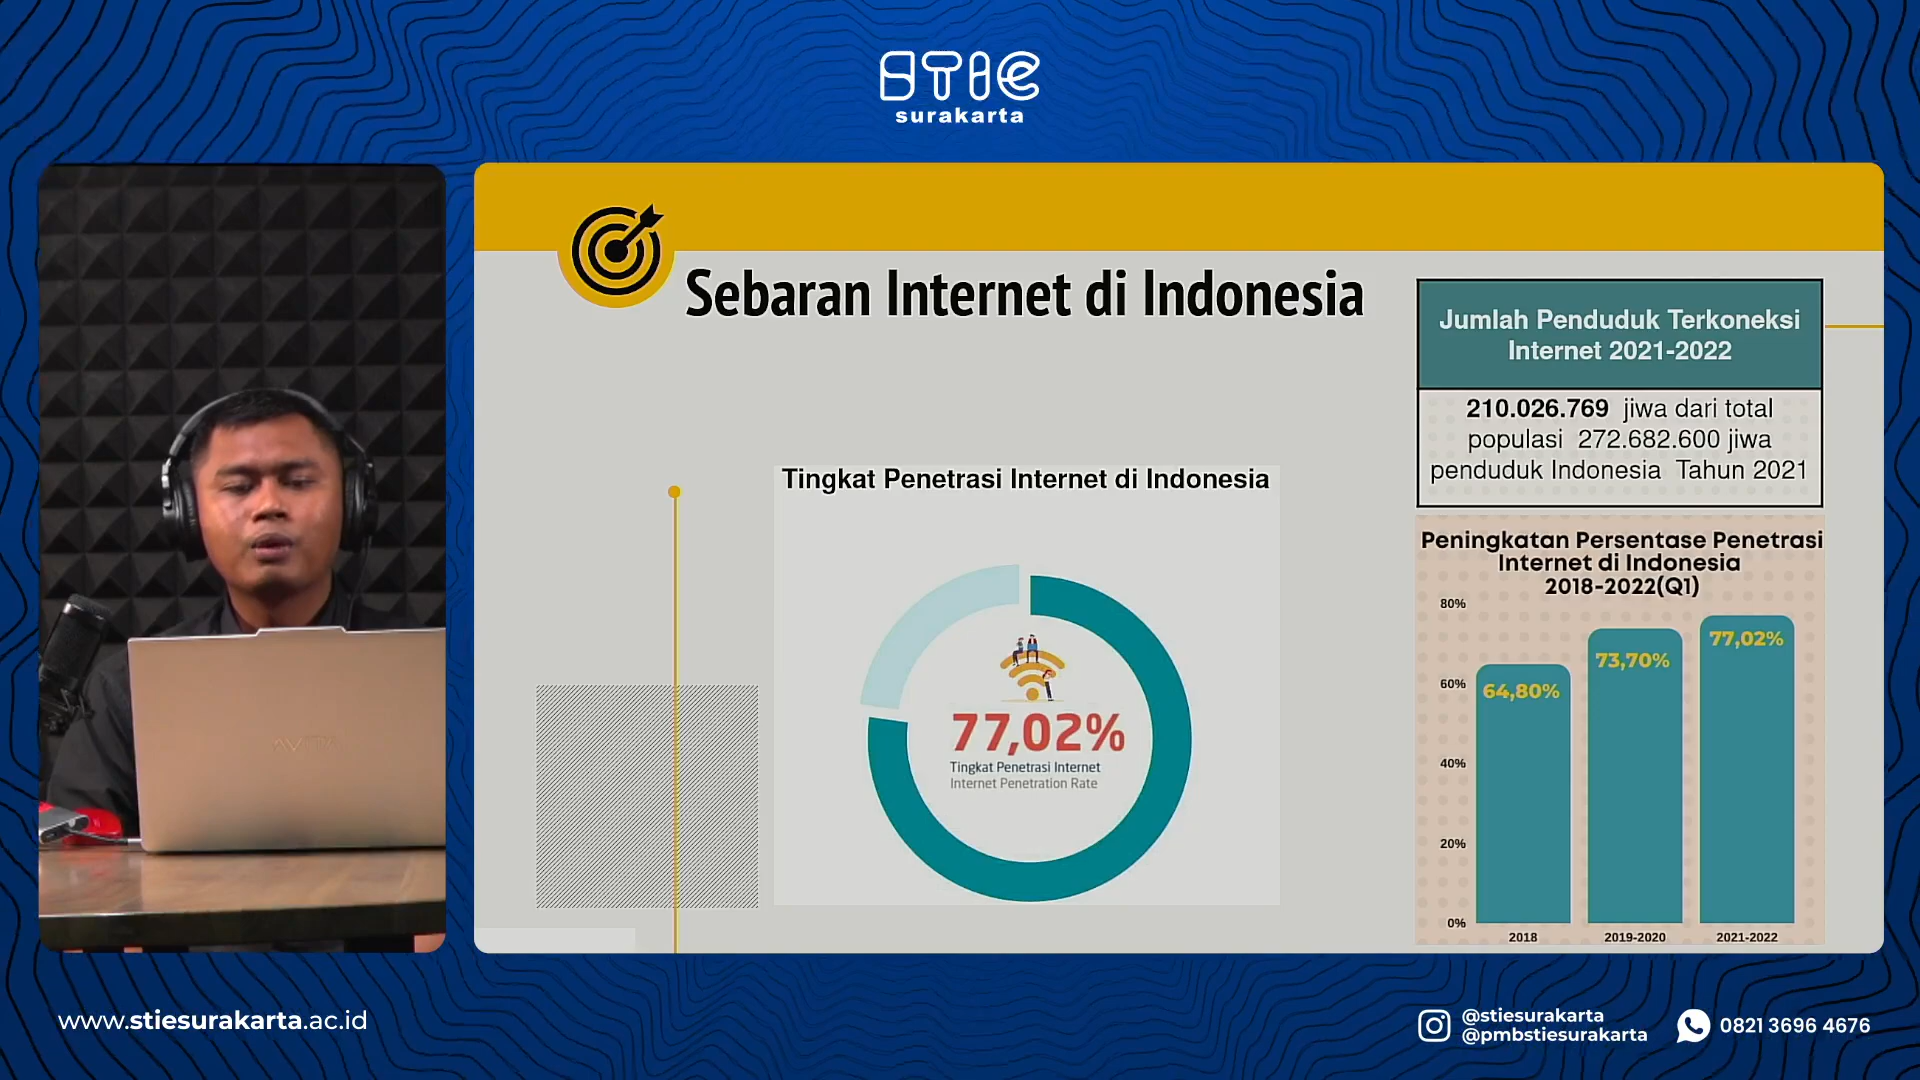 STIE
surakarta
Sebaran Internet di Indonesia
Jumlah Penduduk Terkoneksi
Internet 2021-2022
210.026.769 jiwa dari total
populasi 272.682.600 jiwa
penduduk Indonesia Tahun 2021
Tingkat Penetrasi Internet di Indonesia
77,02%
Tingkat Penetrasi Internet
Internet Penetration Rate
Peningkatan Persentase Penetrasi
Internet di Indonesia
2018-2022(Q1)
80%
60%
40%
20%
0%
64,80%
73,70%
77,02%
2018
2019-2020
2021-2022
AVITA
www.stiesurakarta.ac.id
@stiesurakarta
@pmbstiesurakarta
0821 3696 4676